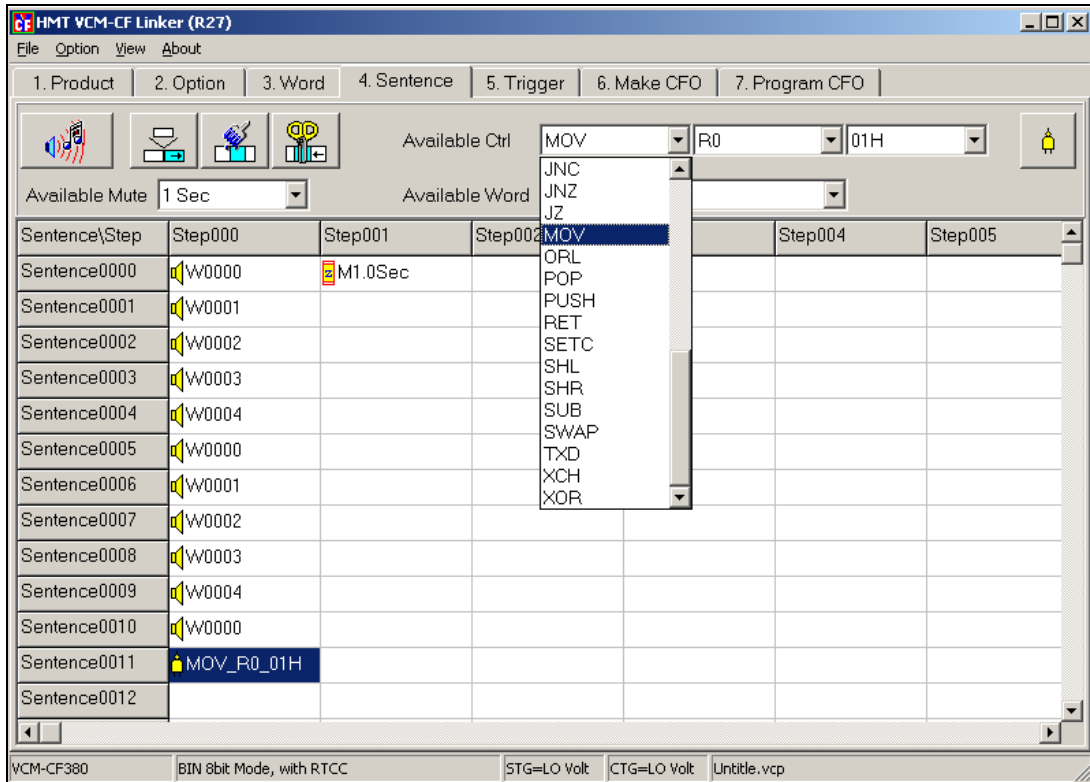 HMT VCM-CF Linker (R27)
File Option View About
1. Product 2. Option 3. Word 4. Sentence 5. Trigger 6. Make CFO 7. Program CFO
Available Ctrl MOV R0 01H
Available Mute 1 Sec Available Word
JNC
JNZ
JZ
MOV
ORL
POP
PUSH
RET
SETC
SHL
SHR
SUB
SWAP
TXD
XCH
XOR
Sentence\Step Step000 Step001 Step002 Step004 Step005
Sentence0000 W0000 z M1.0Sec
Sentence0001 W0001
Sentence0002 W0002
Sentence0003 W0003
Sentence0004 W0004
Sentence0005 W0000
Sentence0006 W0001
Sentence0007 W0002
Sentence0008 W0003
Sentence0009 W0004
Sentence0010 W0000
Sentence0011 MOV_R0_01H
Sentence0012
VCM-CF380 BIN 8bit Mode, with RTCC STG=LO Volt CTG=LO Volt Untitle.vcp